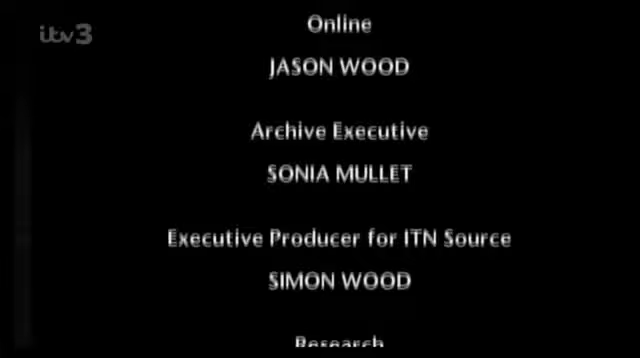 itv3
Online
JASON WOOD
Archive Executive
SONIA MULLET
Executive Producer for ITN Source
SIMON WOOD
Research